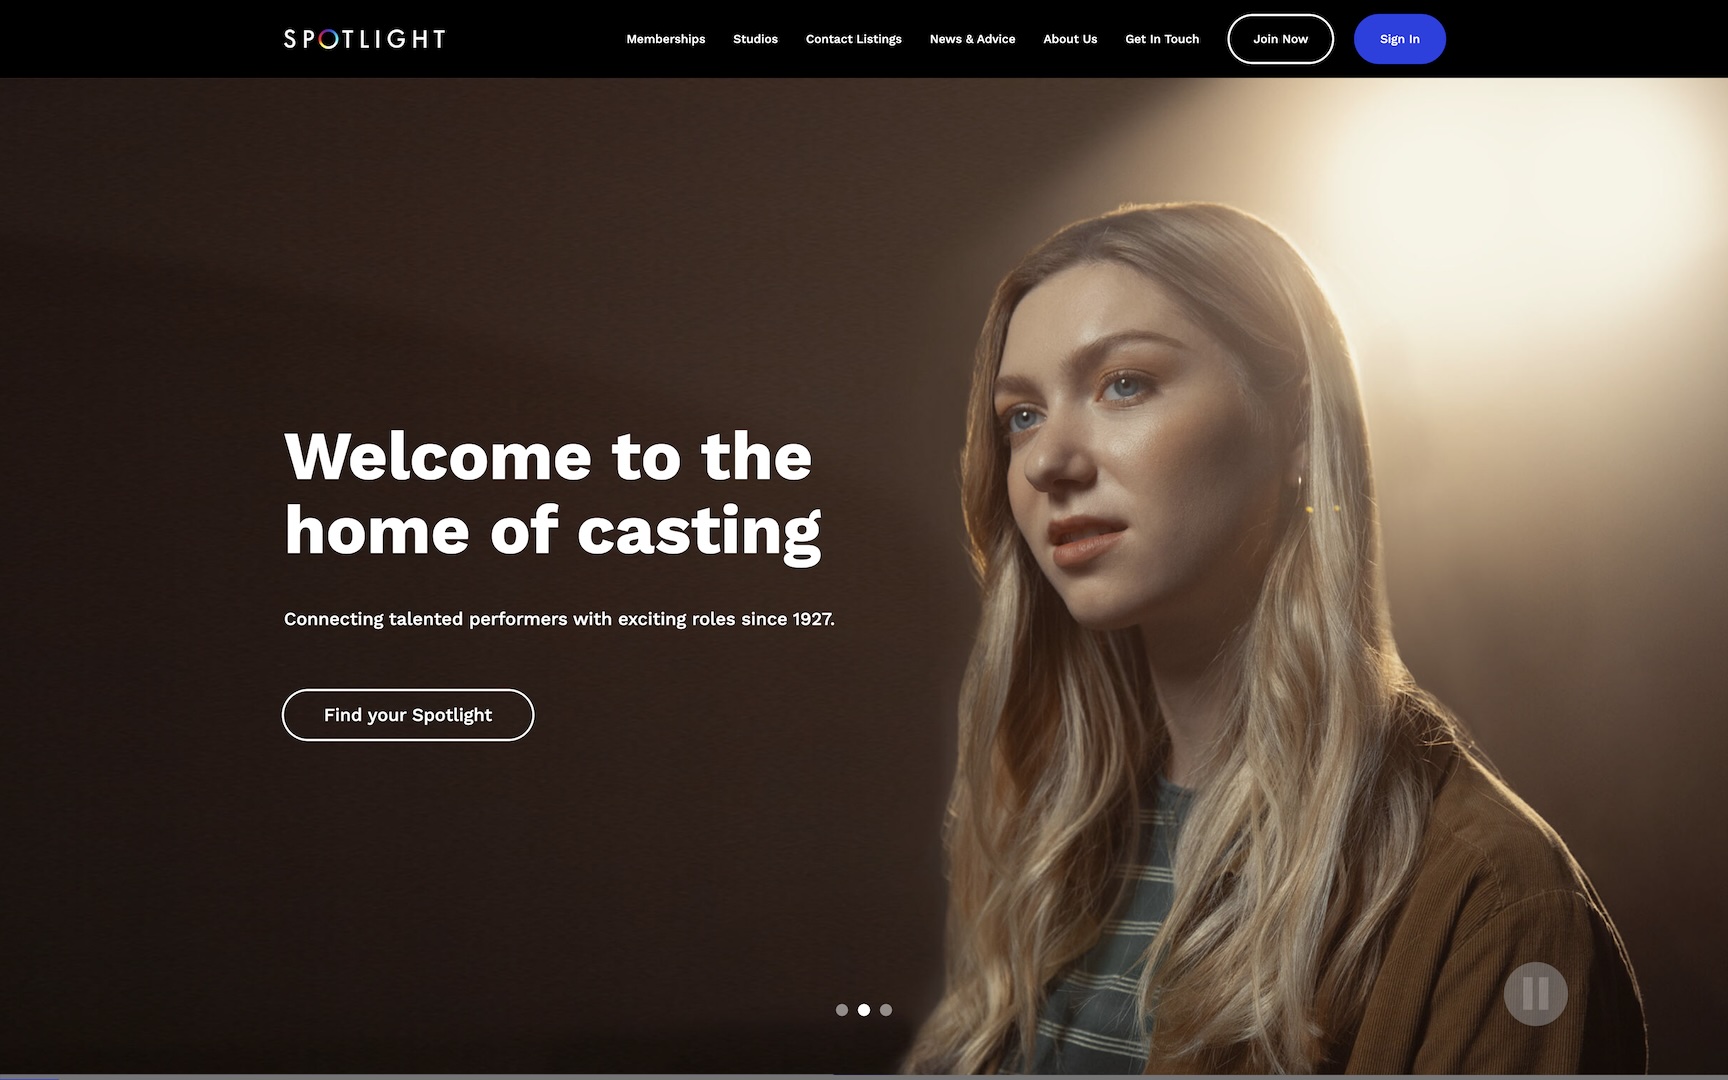 SPOTLIGHT
Memberships
Studios
Contact Listings
News & Advice
About Us
Get In Touch
Join Now
Sign In
Welcome to the
home of casting
Connecting talented performers with exciting roles since 1927.
Find your Spotlight